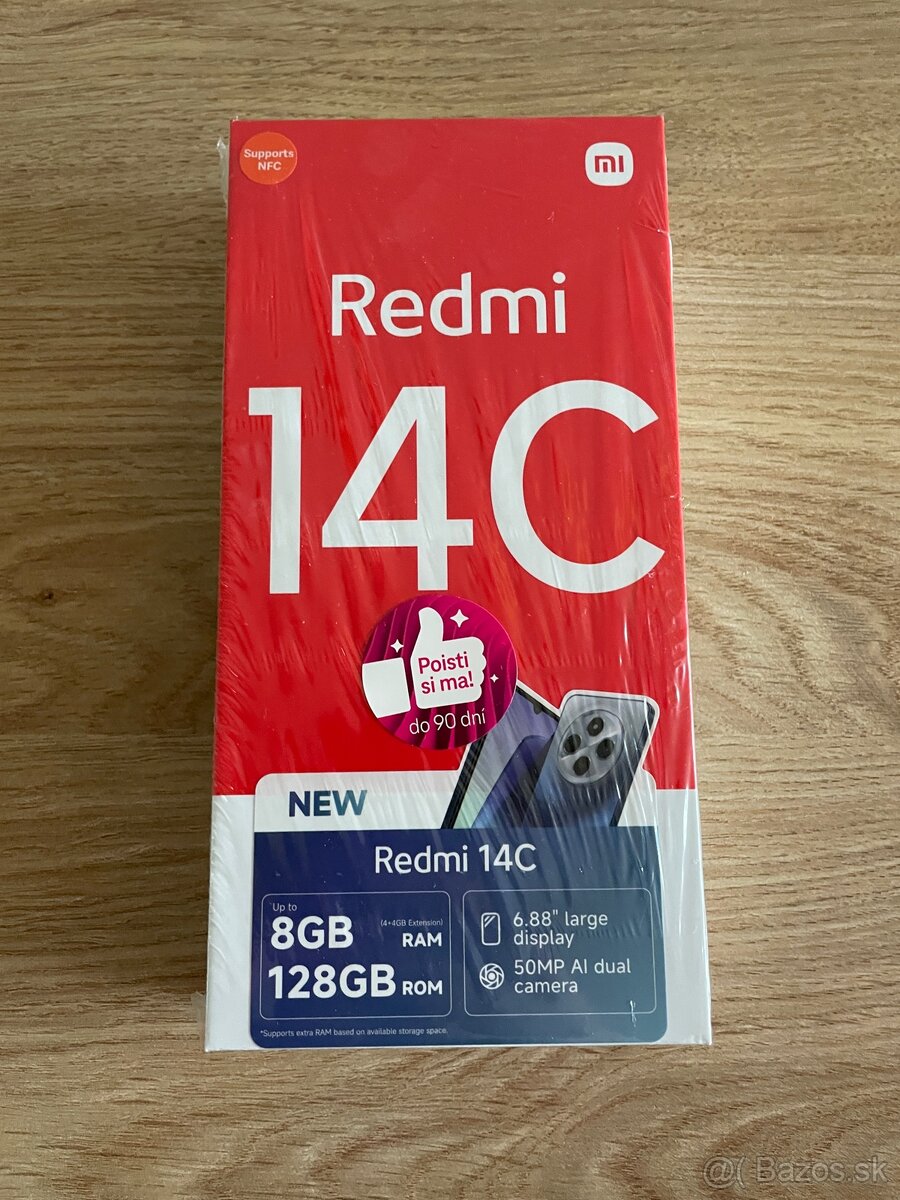 Supports
NFC
mi
Redmi
14C
Poisti
si ma!
do 90 dní
NEW
Redmi 14C
Up to
8GB (4+4GB Extension) RAM
128GB ROM
6.88" large
display
50MP AI dual
camera
*Supports extra RAM based on available storage space.
@( Bazos.sk